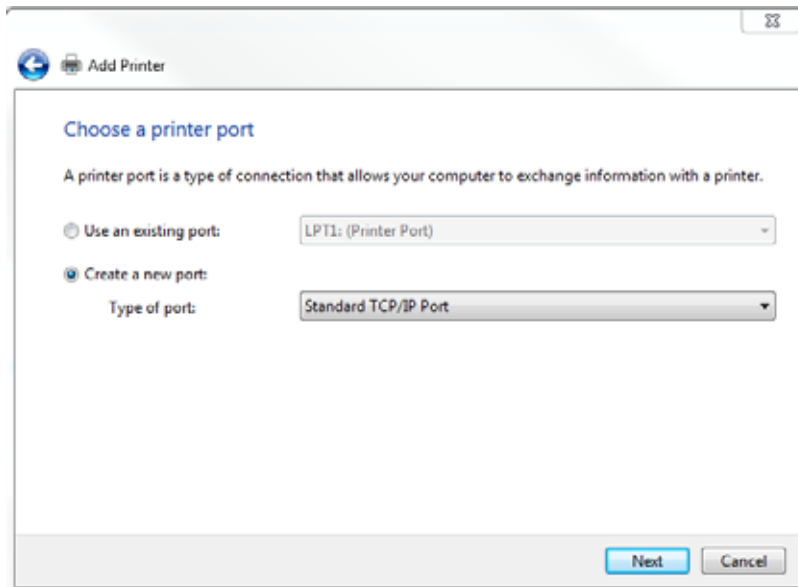 Add Printer
Choose a printer port
A printer port is a type of connection that allows your computer to exchange information with a printer.
Use an existing port: LPT1: (Printer Port)
Create a new port:
Type of port: Standard TCP/IP Port
Next Cancel